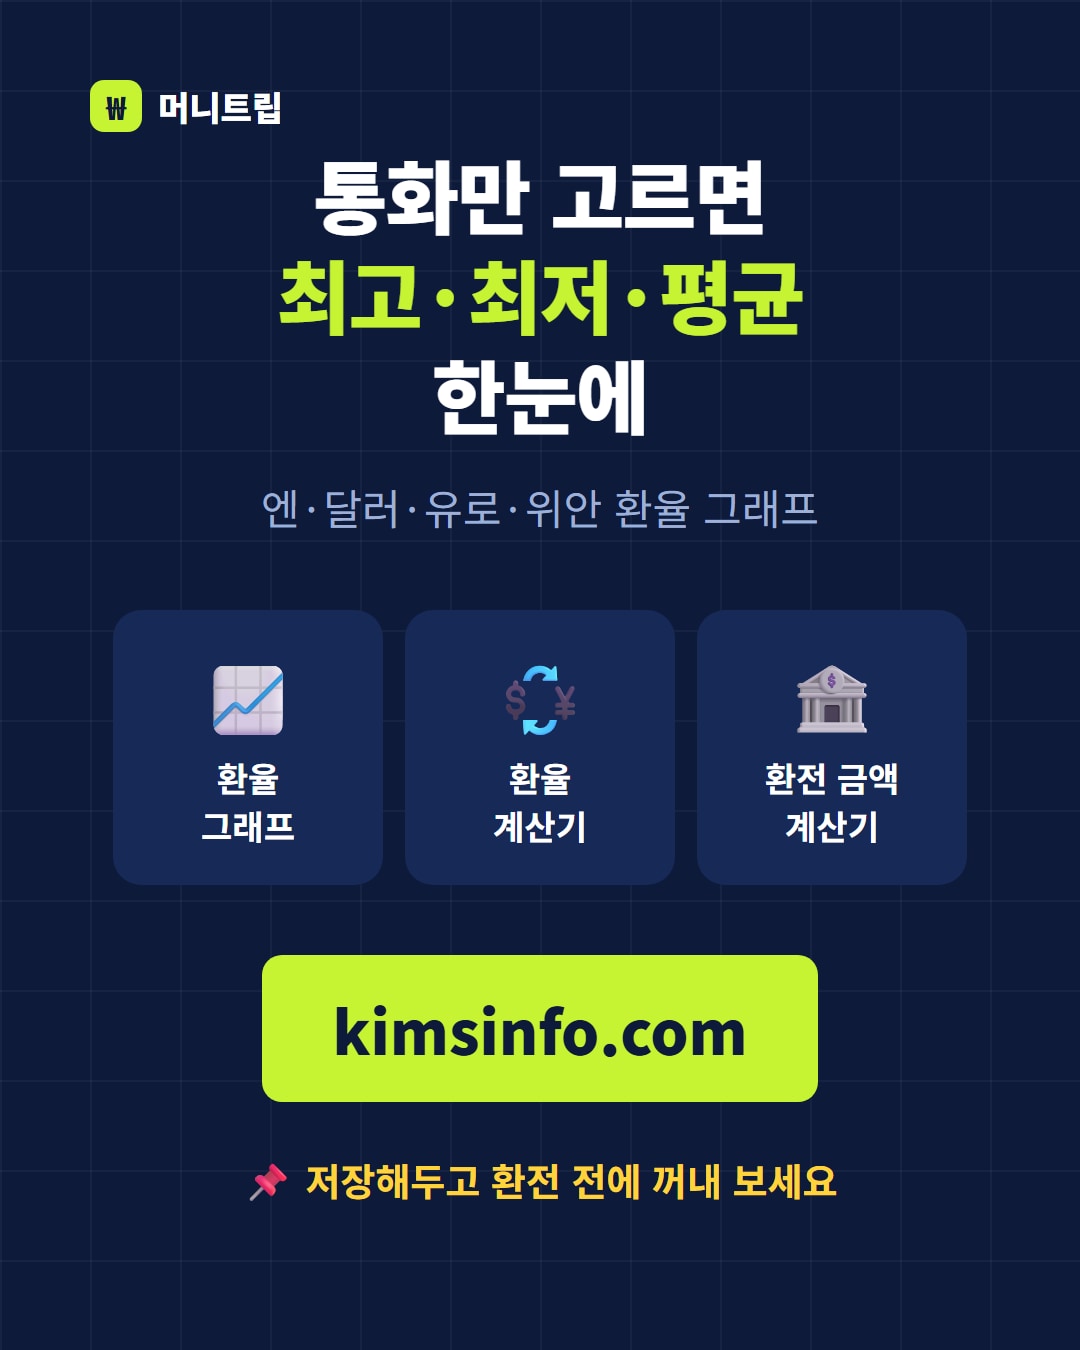 ₩ 머니트립
통화만 고르면
최고·최저·평균
한눈에
엔·달러·유로·위안 환율 그래프
환율
그래프
환율
계산기
환전 금액
계산기
kimsinfo.com
저장해두고 환전 전에 꺼내 보세요